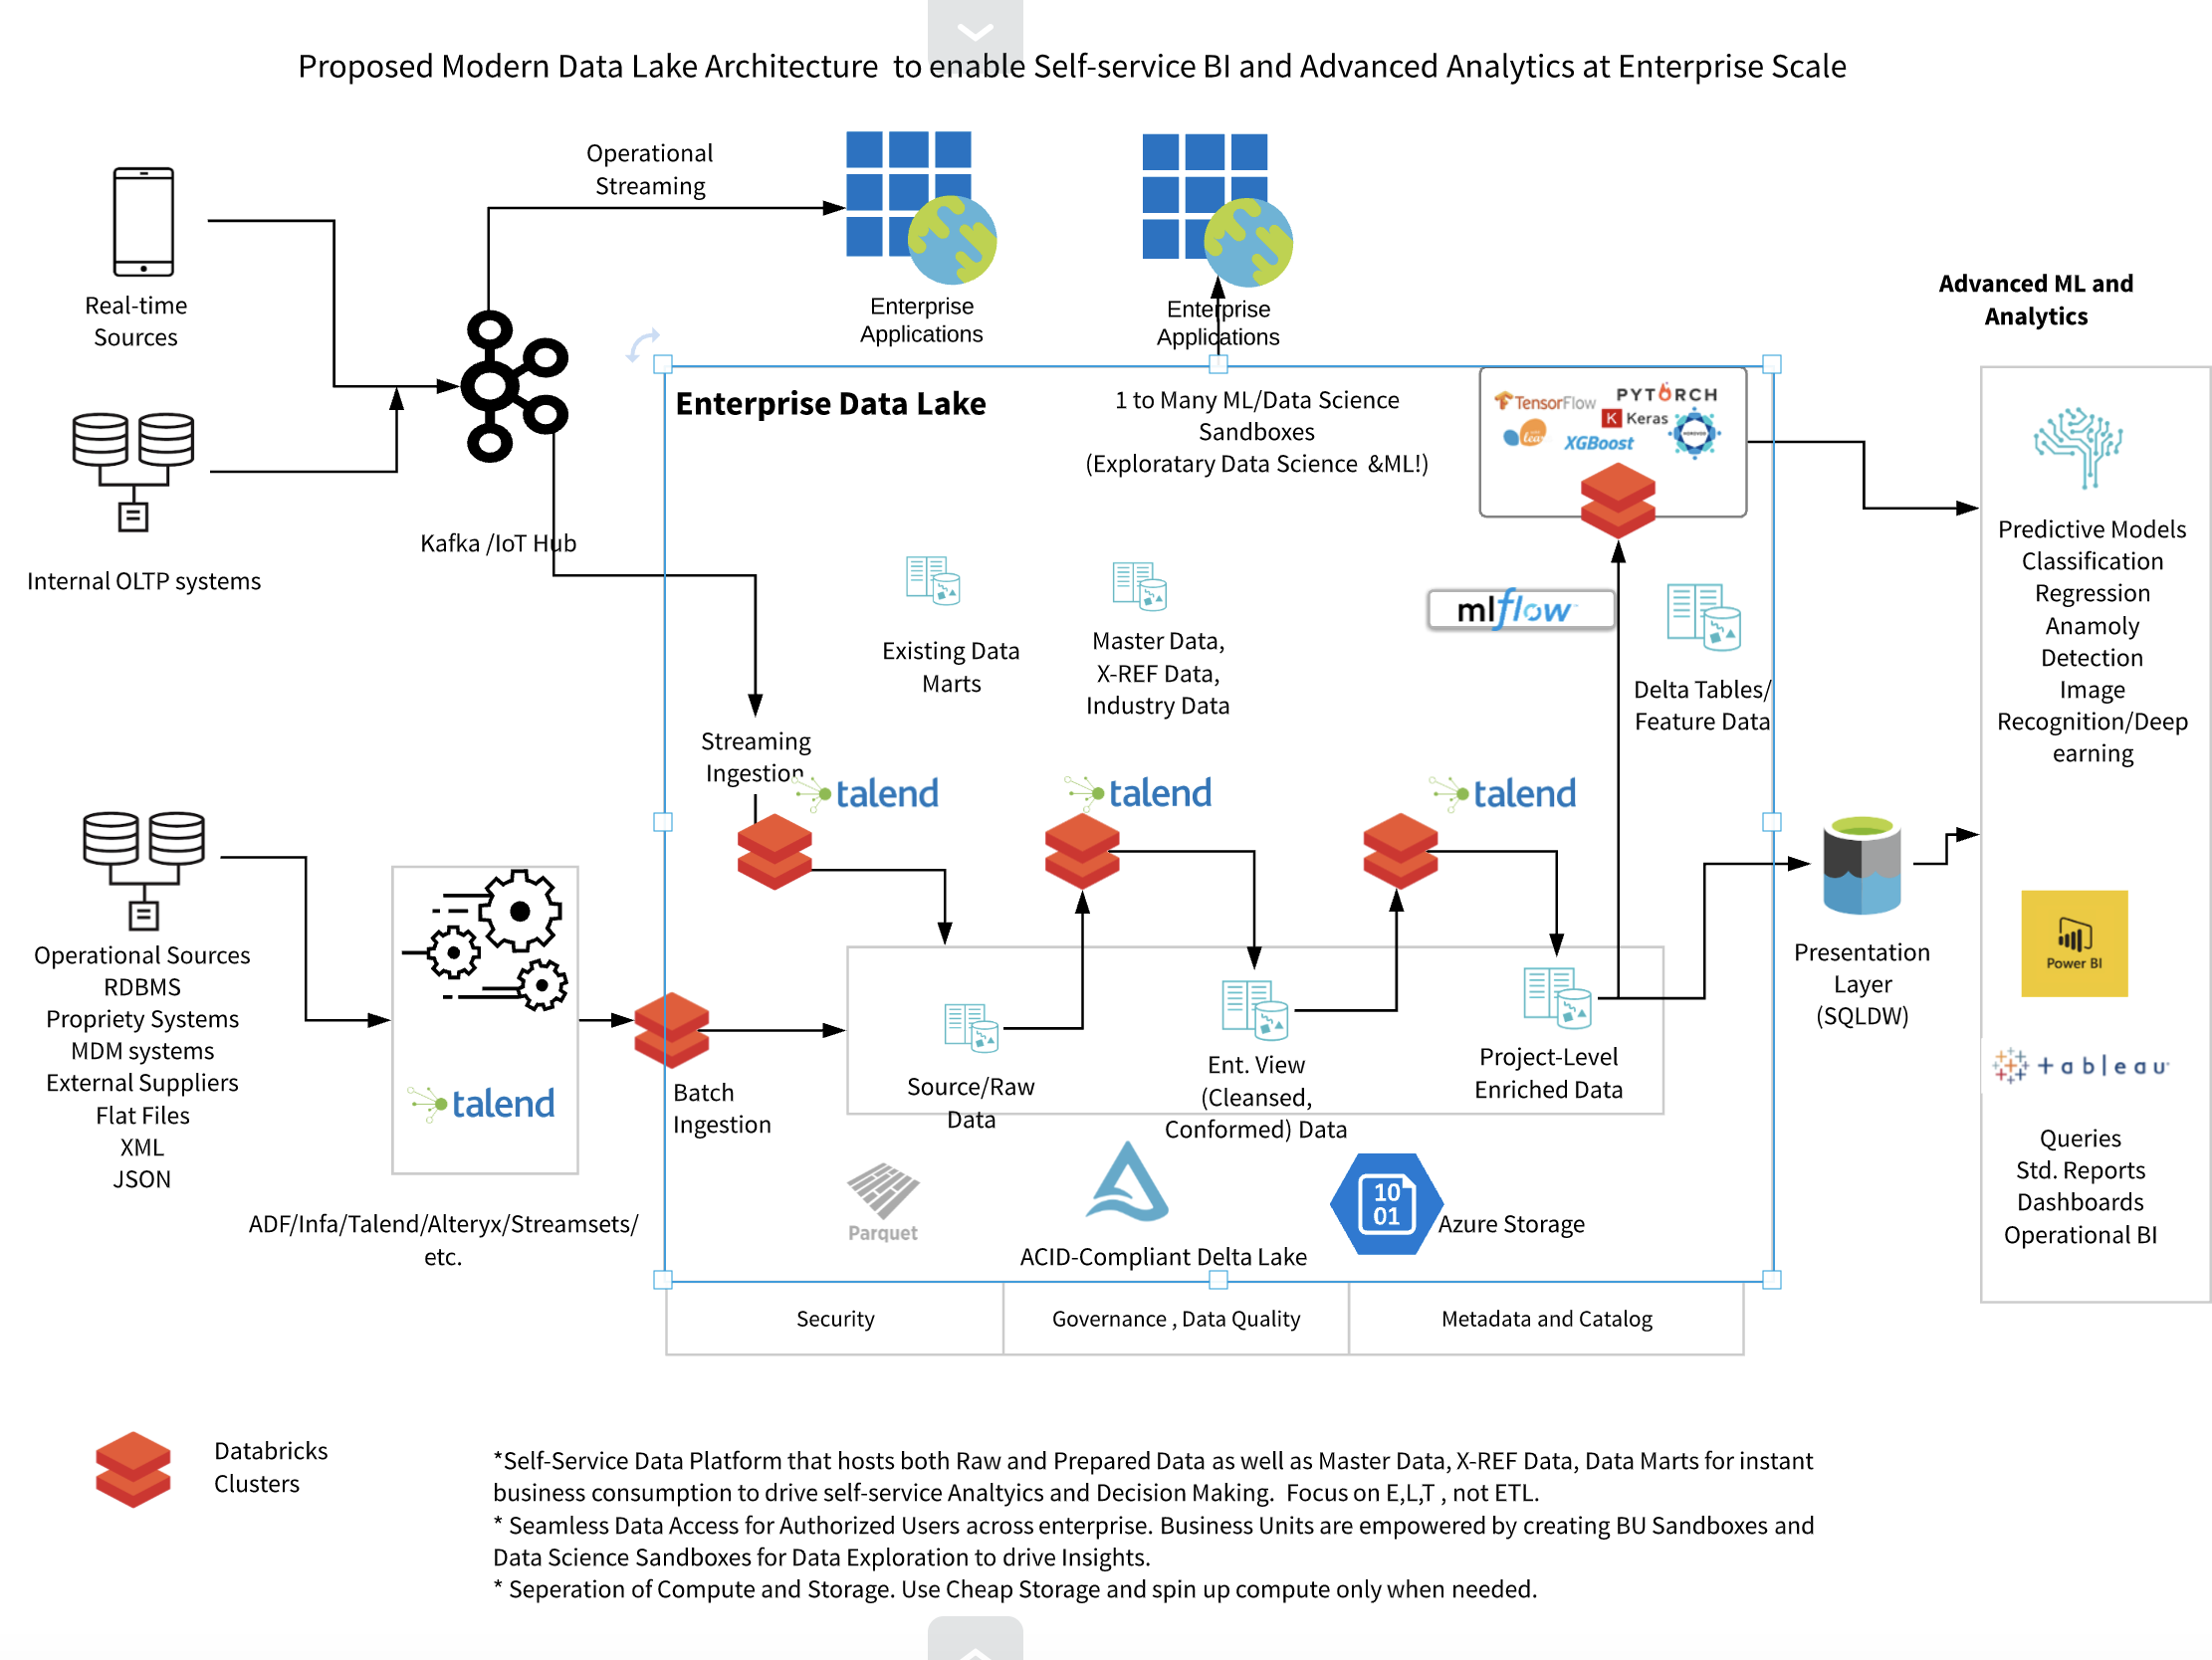 Proposed Modern Data Lake Architecture to enable Self-service BI and Advanced Analytics at Enterprise Scale
Operational
Streaming
Real-time
Sources
Enterprise
Applications
Enterprise
Applications
Advanced ML and
Analytics
Internal OLTP systems
Kafka /IoT Hub
Enterprise Data Lake
1 to Many ML/Data Science
Sandboxes
(Exploratary Data Science &ML!)
TensorFlow
PYTORCH
Keras
XGBoost
Predictive Models
Classification
Regression
Anamoly
Detection
Image
Recognition/Deep
earning
mlflow
Existing Data
Marts
Master Data,
X-REF Data,
Industry Data
Delta Tables/
Feature Data
Streaming
Ingestion
talend
talend
talend
Operational Sources
RDBMS
Propriety Systems
MDM systems
External Suppliers
Flat Files
XML
JSON
talend
ADF/Infa/Talend/Alteryx/Streamsets/
etc.
Batch
Ingestion
Source/Raw
Data
Ent. View
(Cleansed,
Conformed) Data
Project-Level
Enriched Data
Presentation
Layer
(SQLDW)
Power BI
+ableau
Queries
Std. Reports
Dashboards
Operational BI
Parquet
ACID-Compliant Delta Lake
10
01
Azure Storage
Security
Governance , Data Quality
Metadata and Catalog
Databricks
Clusters
*Self-Service Data Platform that hosts both Raw and Prepared Data as well as Master Data, X-REF Data, Data Marts for instant
business consumption to drive self-service Analtyics and Decision Making. Focus on E,L,T , not ETL.
* Seamless Data Access for Authorized Users across enterprise. Business Units are empowered by creating BU Sandboxes and
Data Science Sandboxes for Data Exploration to drive Insights.
* Seperation of Compute and Storage. Use Cheap Storage and spin up compute only when needed.